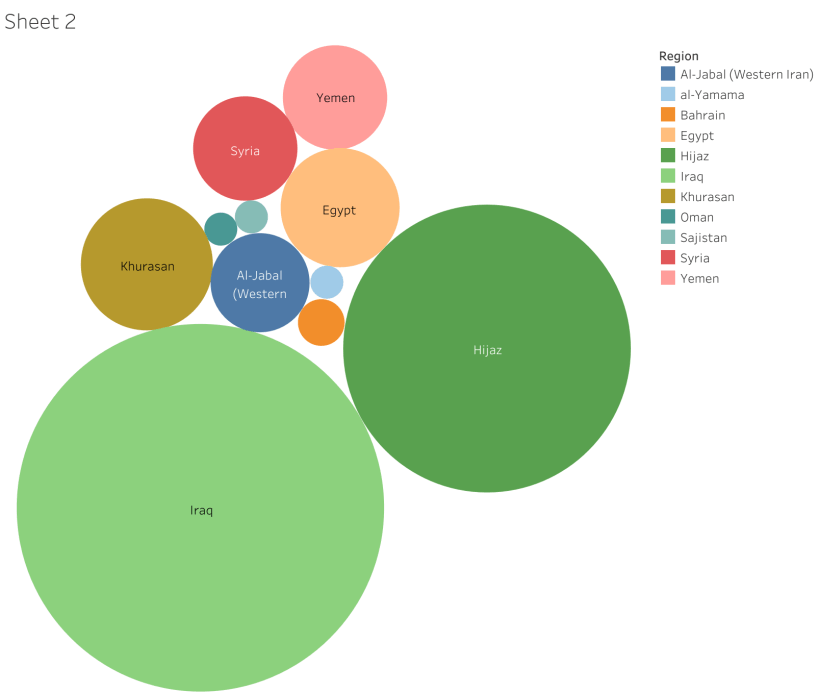 Sheet 2
Yemen
Syria
Egypt
Khurasan
Al-Jabal
(Western
Hijaz
Iraq
Region
Al-Jabal (Western Iran)
al-Yamama
Bahrain
Egypt
Hijaz
Iraq
Khurasan
Oman
Sajistan
Syria
Yemen